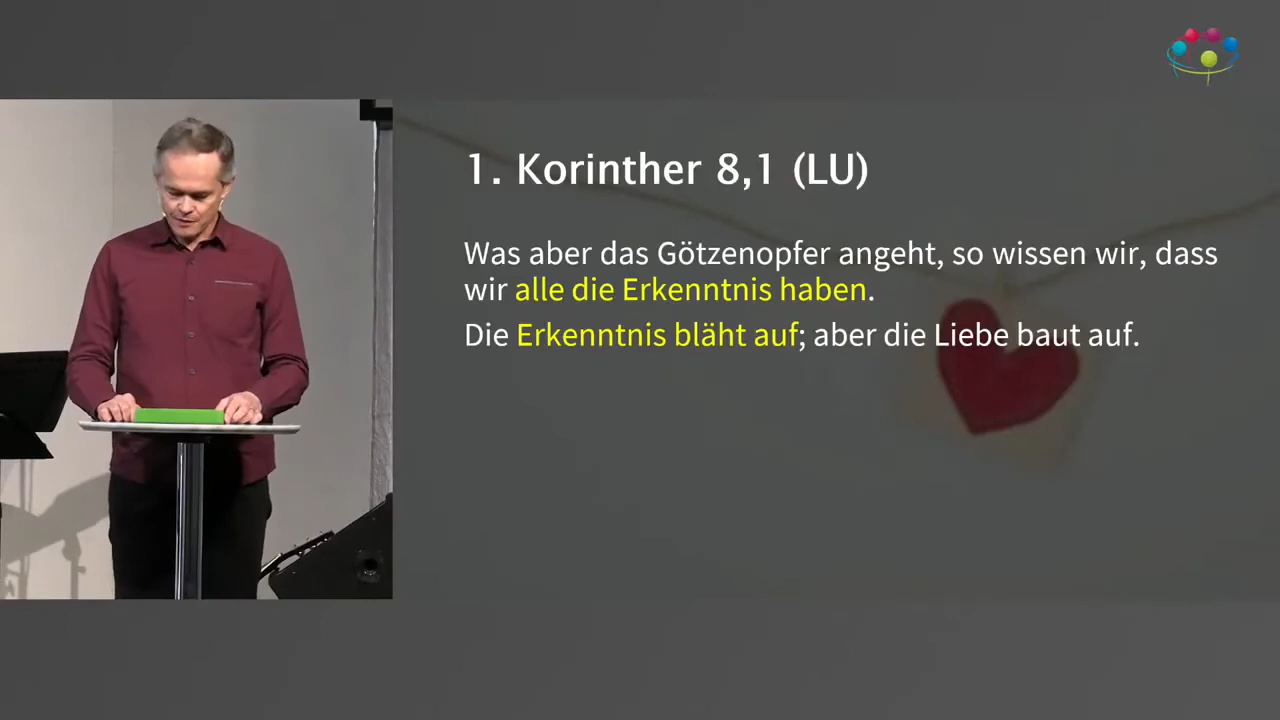 1. Korinther 8,1 (LU)
Was aber das Götzenopfer angeht, so wissen wir, dass
wir alle die Erkenntnis haben.
Die Erkenntnis bläht auf; aber die Liebe baut auf.